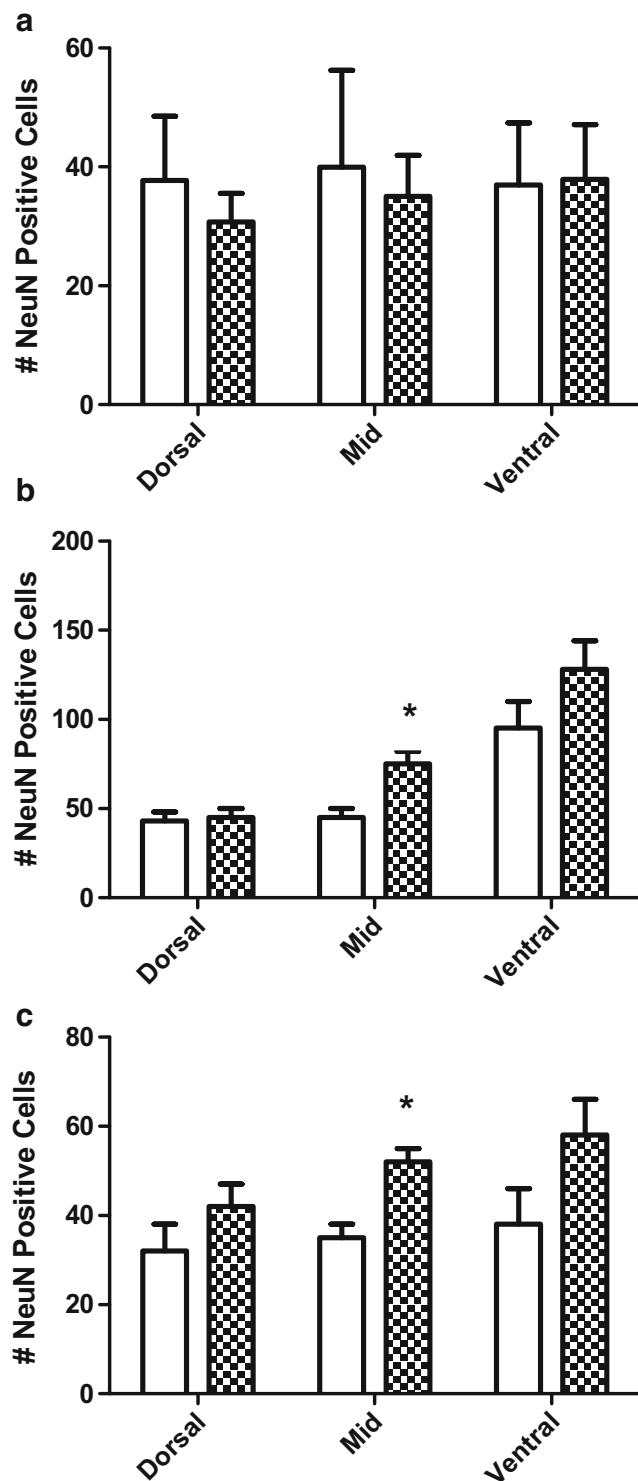 a
# NeuN Positive Cells
60
40
20
0
Dorsal
Mid
Ventral
b
# NeuN Positive Cells
200
150
100
50
0
*
Dorsal
Mid
Ventral
c
# NeuN Positive Cells
80
60
40
20
0
*
Dorsal
Mid
Ventral